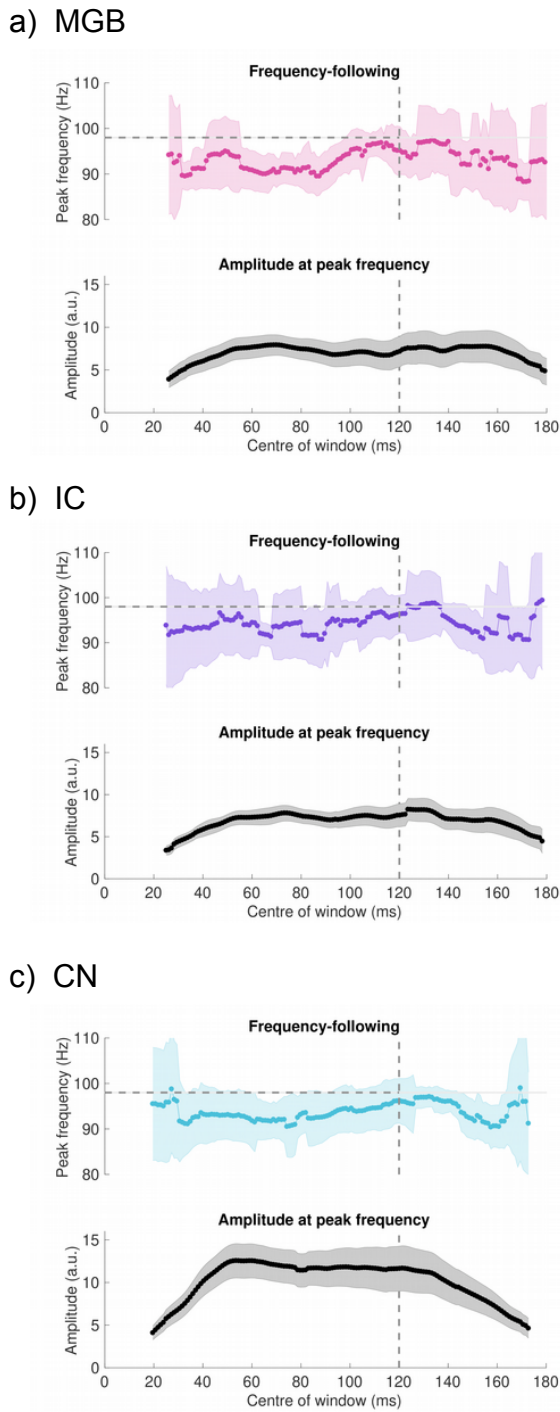 a) MGB
Frequency-following
Peak frequency (Hz)
110
100
90
80
Amplitude at peak frequency
Amplitude (a.u.)
15
10
5
0
0 20 40 60 80 100 120 140 160 180
Centre of window (ms)
b) IC
Frequency-following
Peak frequency (Hz)
110
100
90
80
Amplitude at peak frequency
Amplitude (a.u.)
15
10
5
0
0 20 40 60 80 100 120 140 160 180
Centre of window (ms)
c) CN
Frequency-following
Peak frequency (Hz)
110
100
90
80
Amplitude at peak frequency
Amplitude (a.u.)
15
10
5
0
0 20 40 60 80 100 120 140 160 180
Centre of window (ms)